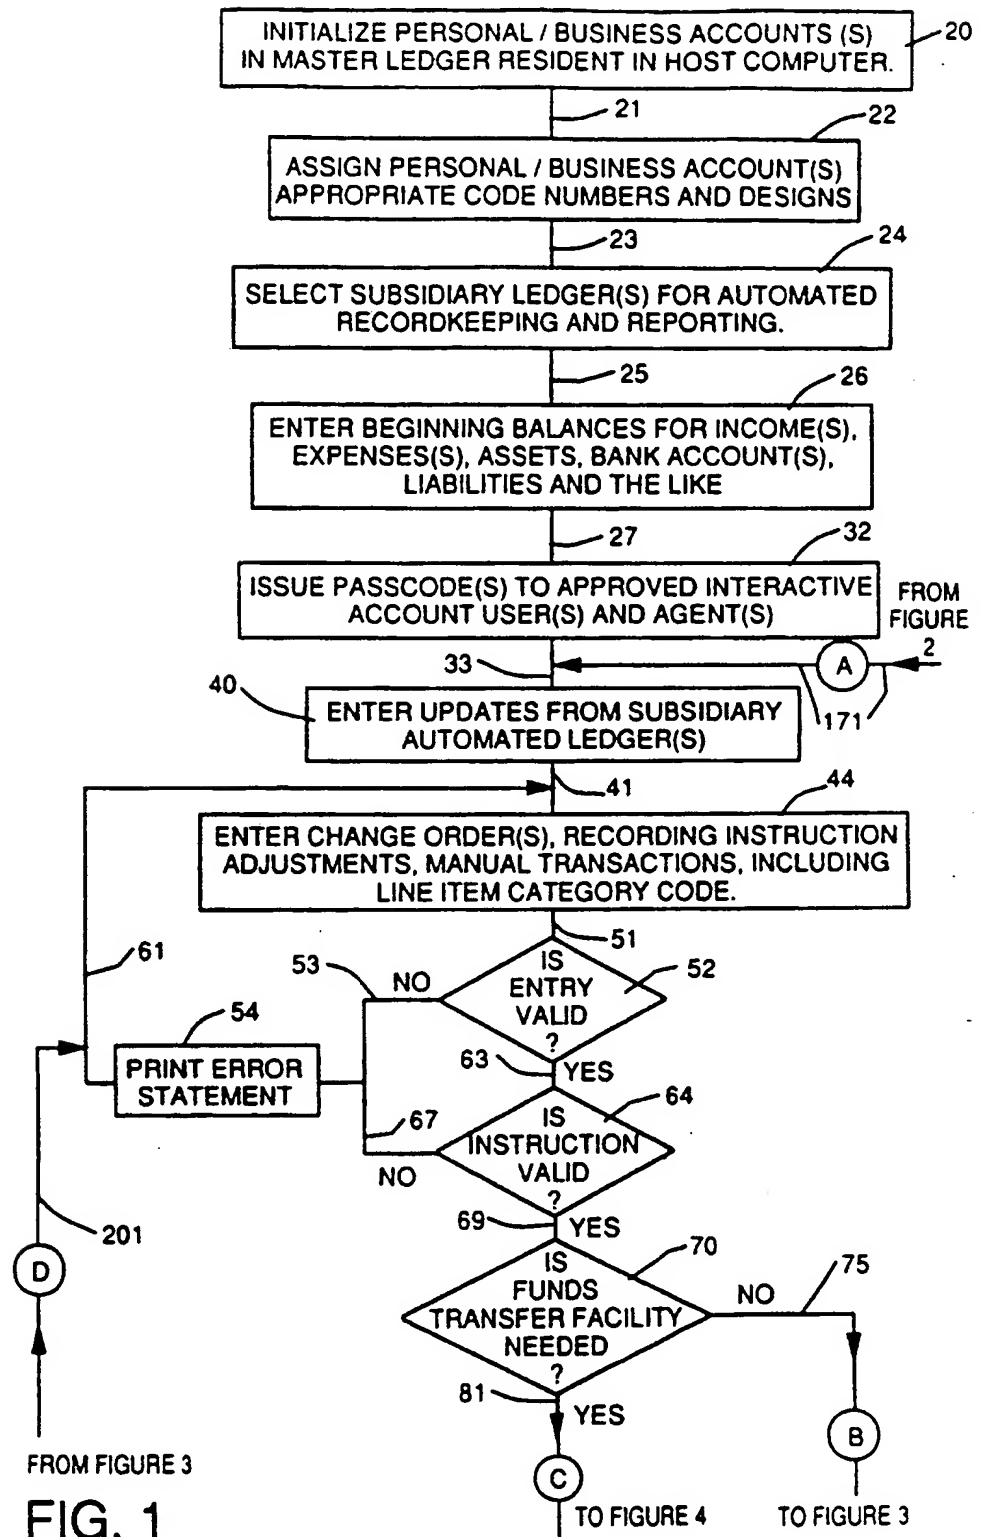 INITIALIZE PERSONAL / BUSINESS ACCOUNTS (S)
IN MASTER LEDGER RESIDENT IN HOST COMPUTER.
20
21
22
ASSIGN PERSONAL / BUSINESS ACCOUNT(S)
APPROPRIATE CODE NUMBERS AND DESIGNS
23
24
SELECT SUBSIDIARY LEDGER(S) FOR AUTOMATED
RECORDKEEPING AND REPORTING.
25
26
ENTER BEGINNING BALANCES FOR INCOME(S),
EXPENSES(S), ASSETS, BANK ACCOUNT(S),
LIABILITIES AND THE LIKE
27
32
ISSUE PASSCODE(S) TO APPROVED INTERACTIVE
ACCOUNT USER(S) AND AGENT(S)
FROM
FIGURE
2
33
A
171
40
ENTER UPDATES FROM SUBSIDIARY
AUTOMATED LEDGER(S)
41
44
ENTER CHANGE ORDER(S), RECORDING INSTRUCTION
ADJUSTMENTS, MANUAL TRANSACTIONS, INCLUDING
LINE ITEM CATEGORY CODE.
51
61
53
NO
IS
ENTRY
VALID
?
52
54
PRINT ERROR
STATEMENT
63
YES
67
NO
IS
INSTRUCTION
VALID
?
64
69
YES
201
D
IS
FUNDS
TRANSFER FACILITY
NEEDED
?
70
NO
75
81
YES
B
C
FROM FIGURE 3
TO FIGURE 4
TO FIGURE 3
FIG. 1